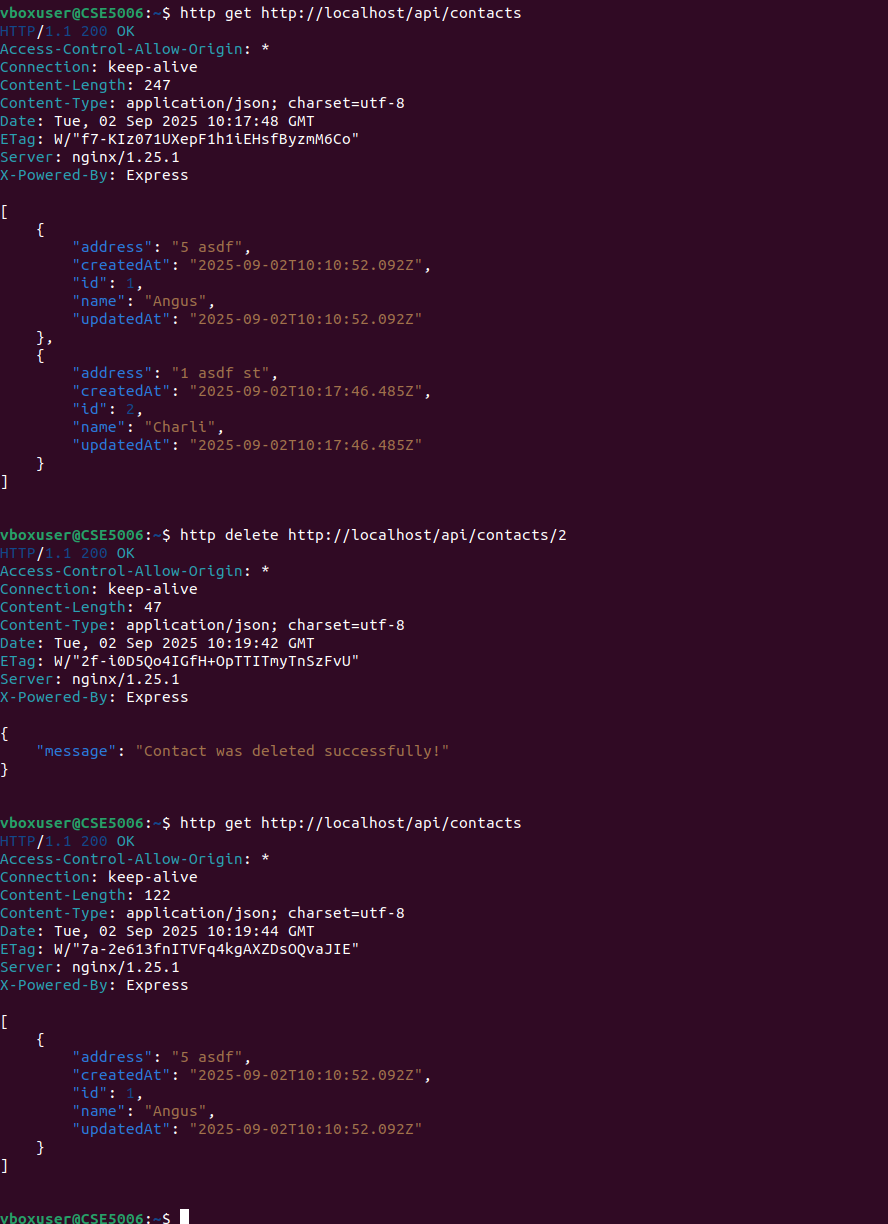 vboxuser@CSE5006:~$ http get http://localhost/api/contacts
HTTP/1.1 200 OK
Access-Control-Allow-Origin: *
Connection: keep-alive
Content-Length: 247
Content-Type: application/json; charset=utf-8
Date: Tue, 02 Sep 2025 10:17:48 GMT
ETag: W/"f7-KIz071UXepF1h1iEHsfByzmM6Co"
Server: nginx/1.25.1
X-Powered-By: Express

[
    {
        "address": "5 asdf",
        "createdAt": "2025-09-02T10:10:52.092Z",
        "id": 1,
        "name": "Angus",
        "updatedAt": "2025-09-02T10:10:52.092Z"
    },
    {
        "address": "1 asdf st",
        "createdAt": "2025-09-02T10:17:46.485Z",
        "id": 2,
        "name": "Charli",
        "updatedAt": "2025-09-02T10:17:46.485Z"
    }
]

vboxuser@CSE5006:~$ http delete http://localhost/api/contacts/2
HTTP/1.1 200 OK
Access-Control-Allow-Origin: *
Connection: keep-alive
Content-Length: 47
Content-Type: application/json; charset=utf-8
Date: Tue, 02 Sep 2025 10:19:42 GMT
ETag: W/"2f-i0D5Qo4IGfH+OpTTITmyTnSzFvU"
Server: nginx/1.25.1
X-Powered-By: Express

{
    "message": "Contact was deleted successfully!"
}

vboxuser@CSE5006:~$ http get http://localhost/api/contacts
HTTP/1.1 200 OK
Access-Control-Allow-Origin: *
Connection: keep-alive
Content-Length: 122
Content-Type: application/json; charset=utf-8
Date: Tue, 02 Sep 2025 10:19:44 GMT
ETag: W/"7a-2e613fnITVFq4kgAXZDsOQvaJIE"
Server: nginx/1.25.1
X-Powered-By: Express

[
    {
        "address": "5 asdf",
        "createdAt": "2025-09-02T10:10:52.092Z",
        "id": 1,
        "name": "Angus",
        "updatedAt": "2025-09-02T10:10:52.092Z"
    }
]

vboxuser@CSE5006:~$